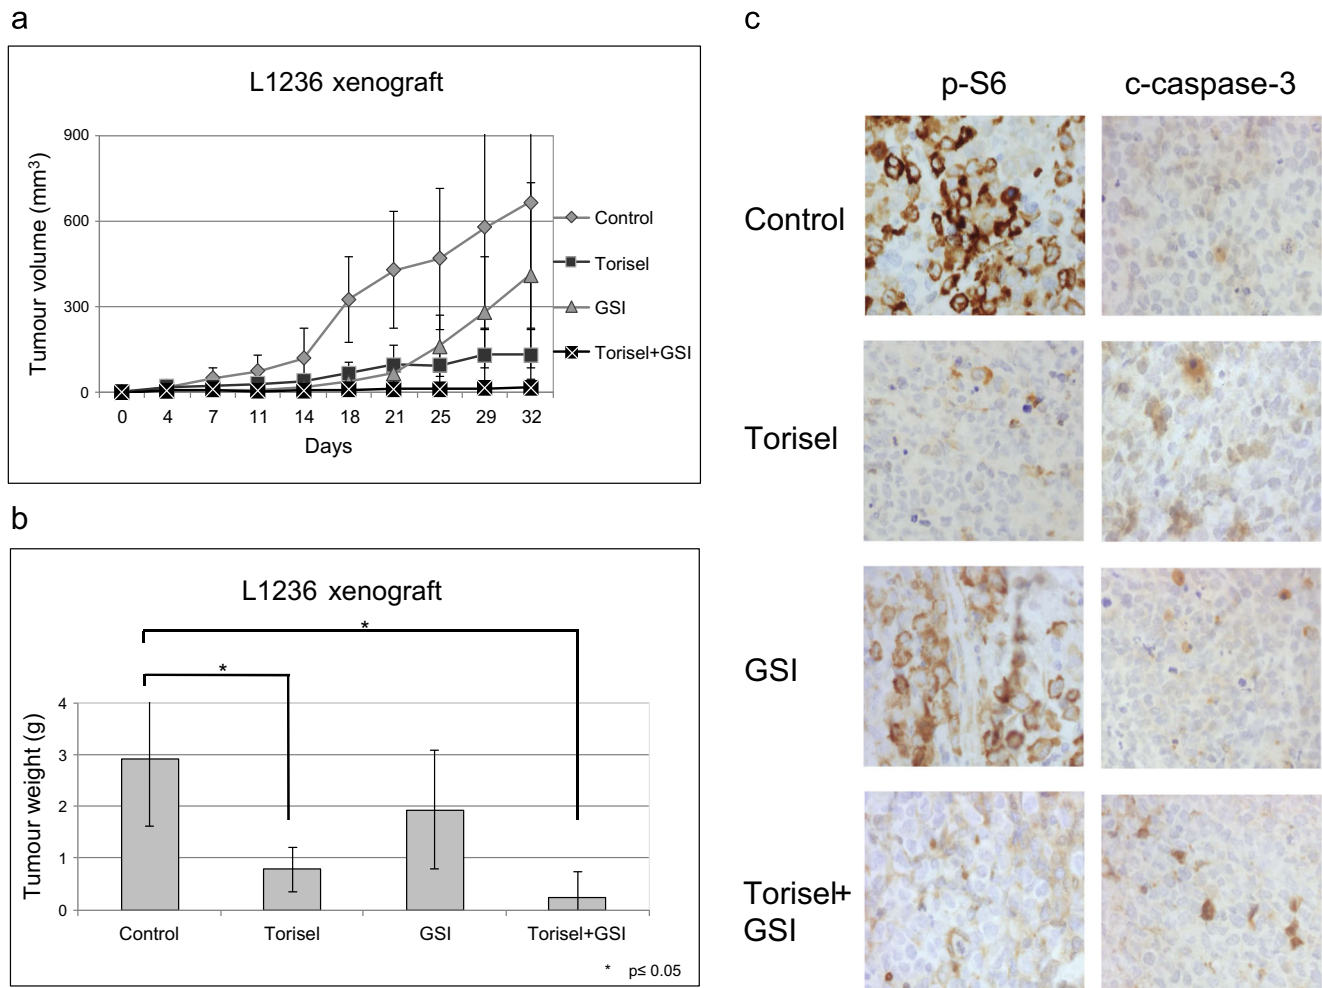 a
L1236 xenograft
Tumour volume (mm³)
900
600
300
0
0 4 7 11 14 18 21 25 29 32
Days
Control
Torisel
GSI
Torisel+GSI
b
L1236 xenograft
*
*
Tumour weight (g)
4
3
2
1
0
Control Torisel GSI Torisel+GSI
* p≤ 0.05
c
p-S6 c-caspase-3
Control
Torisel
GSI
Torisel+
GSI